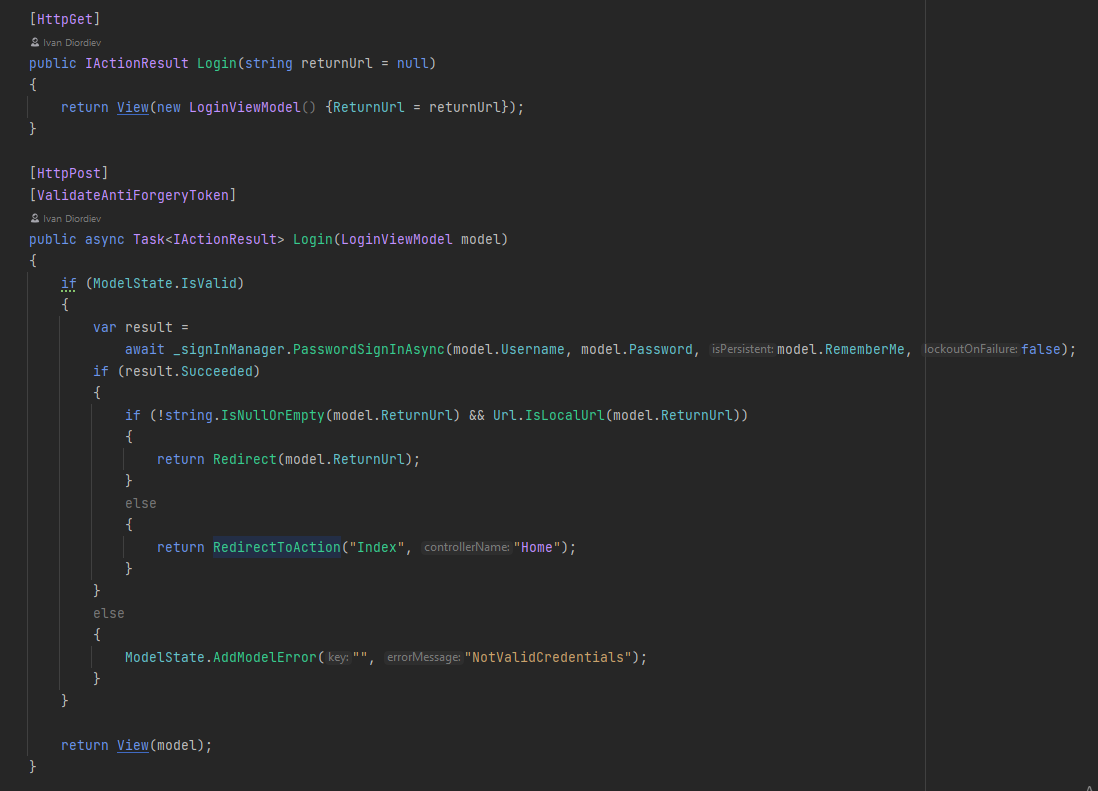 [HttpGet]
Ivan Diordiev
public IActionResult Login(string returnUrl = null)
{
return View(new LoginViewModel() {ReturnUrl = returnUrl});
}
[HttpPost]
[ValidateAntiForgeryToken]
Ivan Diordiev
public async Task<IActionResult> Login(LoginViewModel model)
{
if (ModelState.IsValid)
{
var result =
await _signInManager.PasswordSignInAsync(model.Username, model.Password, isPersistent: model.RememberMe, lockoutOnFailure: false);
if (result.Succeeded)
{
if (!string.IsNullOrEmpty(model.ReturnUrl) && Url.IsLocalUrl(model.ReturnUrl))
{
return Redirect(model.ReturnUrl);
}
else
{
return RedirectToAction("Index", controllerName: "Home");
}
}
else
{
ModelState.AddModelError(key: "", errorMessage: "NotValidCredentials");
}
}
return View(model);
}